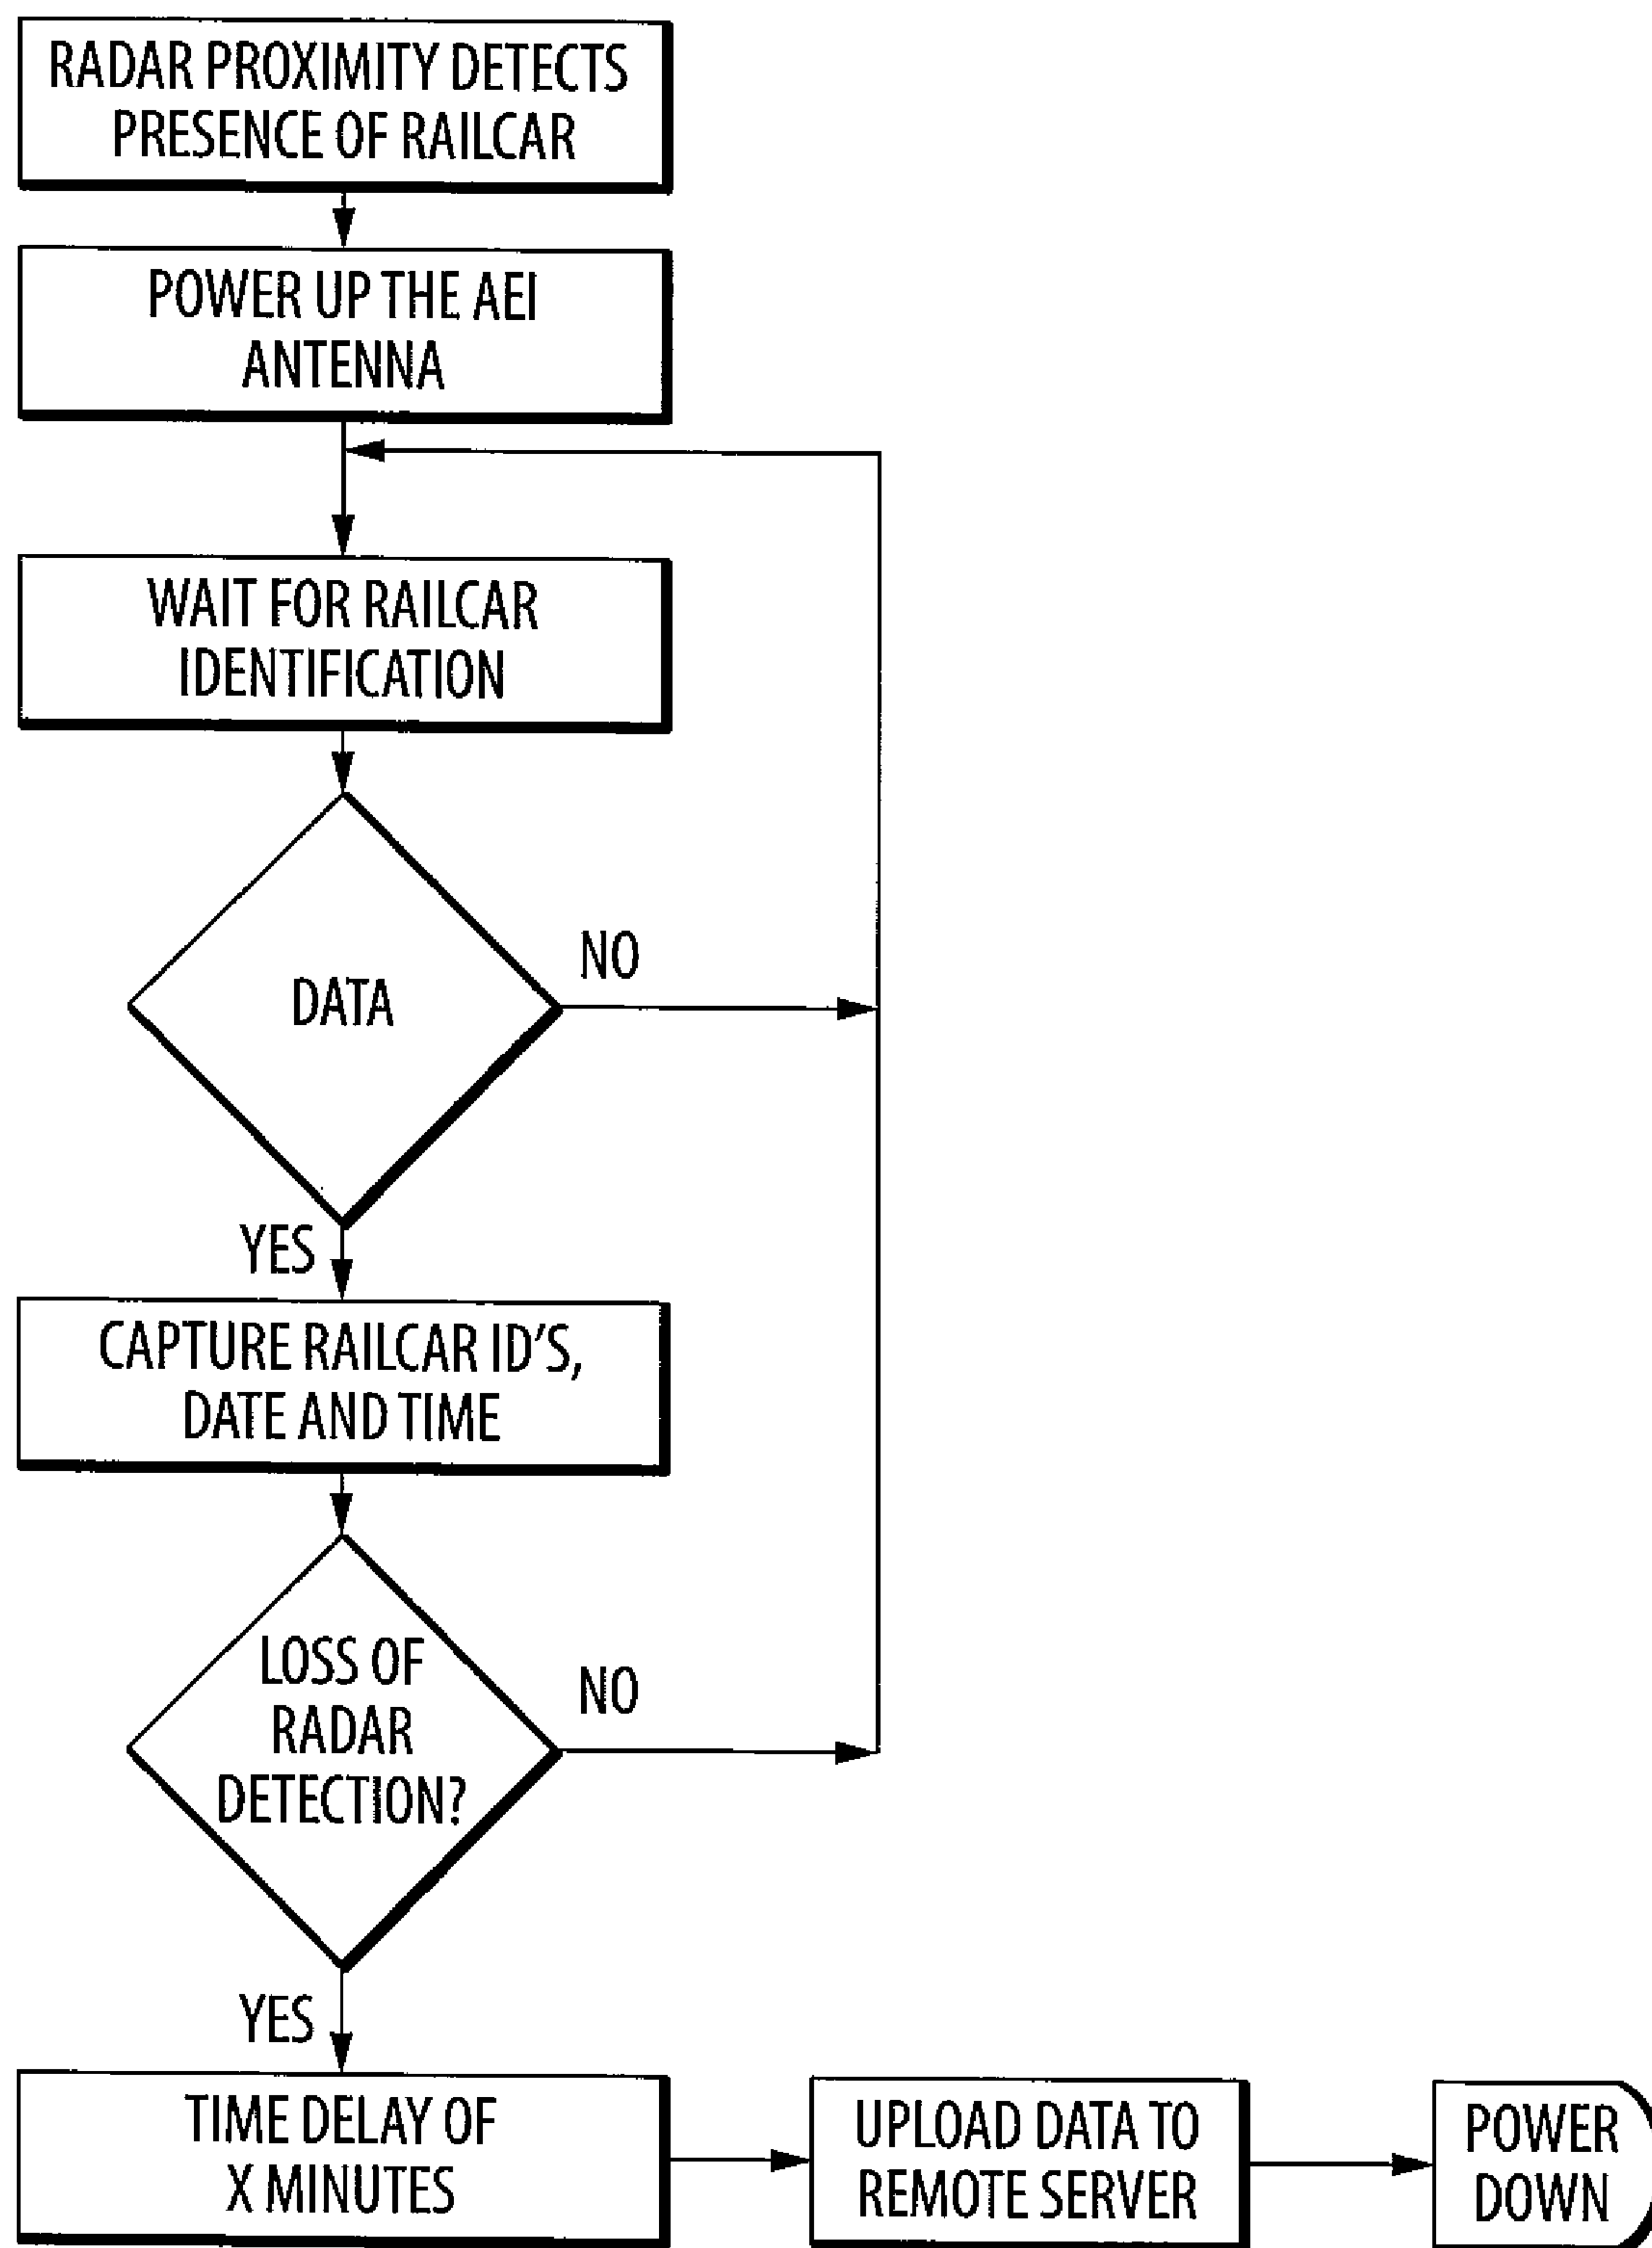 RADAR PROXIMITY DETECTS
PRESENCE OF RAILCAR
POWER UP THE AEI
ANTENNA
WAIT FOR RAILCAR
IDENTIFICATION
DATA
NO
YES
CAPTURE RAILCAR ID'S,
DATE AND TIME
LOSS OF
RADAR
DETECTION?
NO
YES
TIME DELAY OF
X MINUTES
UPLOAD DATA TO
REMOTE SERVER
POWER
DOWN